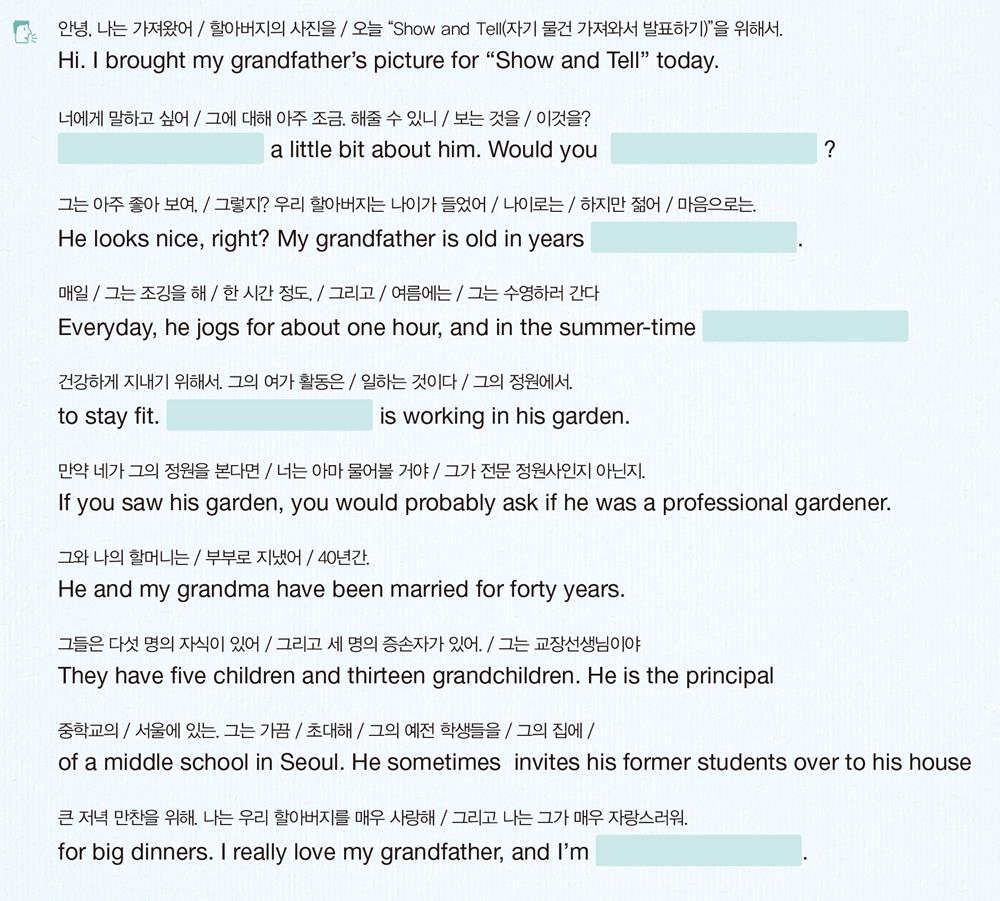 안녕, 나는 가져왔어 / 할아버지의 사진을 / 오늘 “Show and Tell(자기 물건 가져와서 발표하기)”을 위해서.
Hi. I brought my grandfather’s picture for “Show and Tell” today.
너에게 말하고 싶어 / 그에 대해 아주 조금. 해줄 수 있니 / 보는 것을 / 이것을?
a little bit about him. Would you ?
그는 아주 좋아 보여, / 그렇지? 우리 할아버지는 나이가 들었어 / 나이로는 / 하지만 젊어 / 마음으로는.
He looks nice, right? My grandfather is old in years .
매일 / 그는 조깅을 해 / 한 시간 정도, / 그리고 / 여름에는 / 그는 수영하러 간다
Everyday, he jogs for about one hour, and in the summer-time
건강하게 지내기 위해서. 그의 여가 활동은 / 일하는 것이다 / 그의 정원에서.
to stay fit. is working in his garden.
만약 네가 그의 정원을 본다면 / 너는 아마 물어볼 거야 / 그가 전문 정원사인지 아닌지.
If you saw his garden, you would probably ask if he was a professional gardener.
그와 나의 할머니는 / 부부로 지냈어 / 40년간.
He and my grandma have been married for forty years.
그들은 다섯 명의 자식이 있어 / 그리고 세 명의 증손자가 있어. / 그는 교장선생님이야
They have five children and thirteen grandchildren. He is the principal
중학교의 / 서울에 있는. 그는 가끔 / 초대해 / 그의 예전 학생들을 / 그의 집에 /
of a middle school in Seoul. He sometimes invites his former students over to his house
큰 저녁 만찬을 위해. 나는 우리 할아버지를 매우 사랑해 / 그리고 나는 그가 매우 자랑스러워.
for big dinners. I really love my grandfather, and I’m .